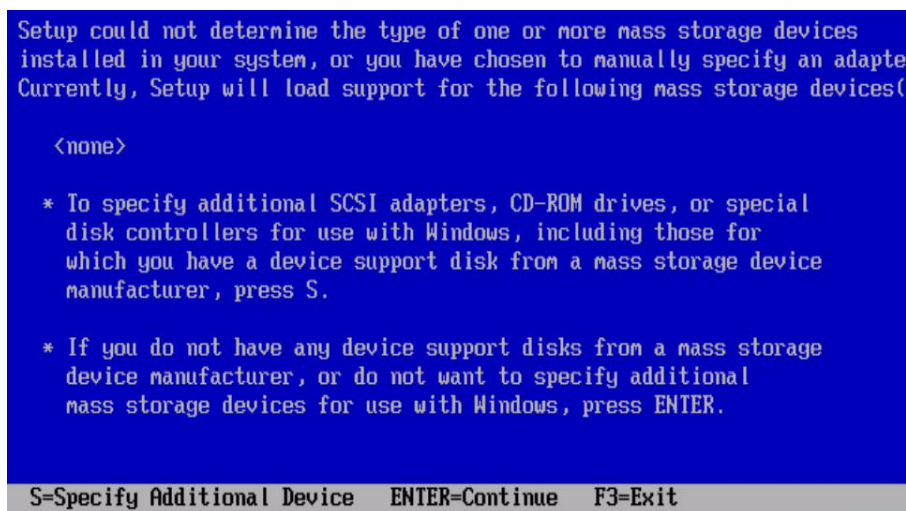 Setup could not determine the type of one or more mass storage devices
installed in your system, or you have chosen to manually specify an adapte
Currently, Setup will load support for the following mass storage devices(
<none>
* To specify additional SCSI adapters, CD-ROM drives, or special
disk controllers for use with Windows, including those for
which you have a device support disk from a mass storage device
manufacturer, press S.
* If you do not have any device support disks from a mass storage
device manufacturer, or do not want to specify additional
mass storage devices for use with Windows, press ENTER.
S=Specify Additional Device ENTER=Continue F3=Exit